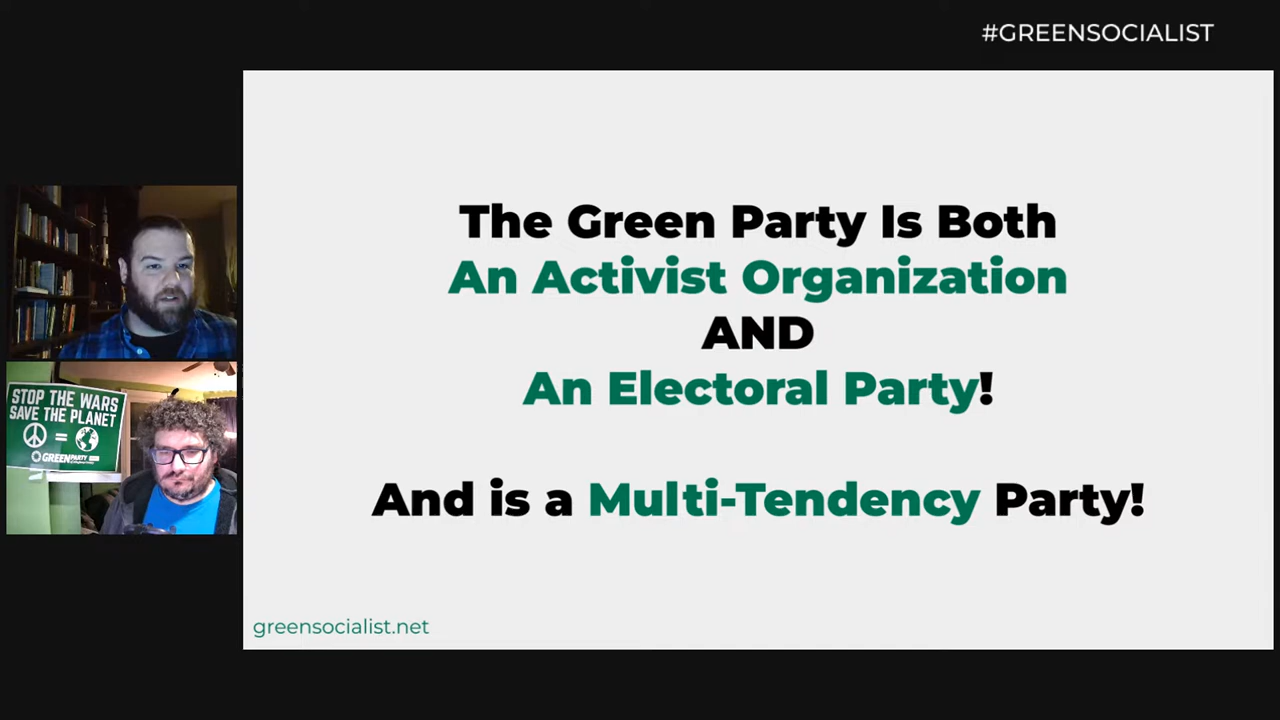 #GREENSOCIALIST
The Green Party Is Both
An Activist Organization
AND
An Electoral Party!
And is a Multi-Tendency Party!
greensocialist.net
STOP THE WARS
SAVE THE PLANET
=
GREENPARTY